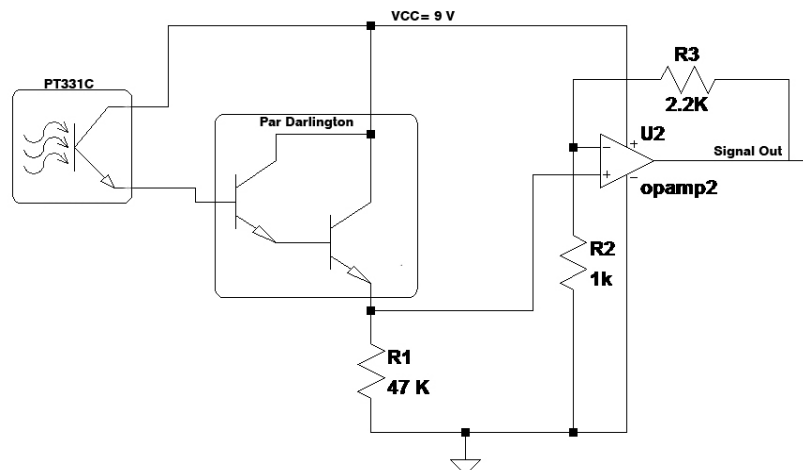 VCC= 9 V
PT331C
R3
2.2K
Par Darlington
U2
Signal Out
opamp2
R2
1k
R1
47 K